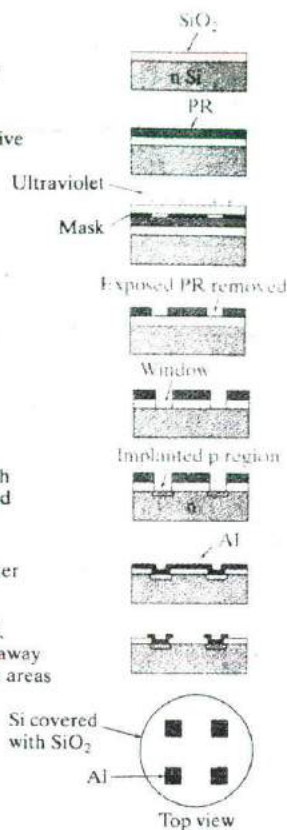 SiO₂
n Si
PR
ive
Ultraviolet
Mask
Exposed PR removed
Window
Implanted p region
h
d
n
Al
er
away
areas
Si covered
with SiO₂
Al
Top view